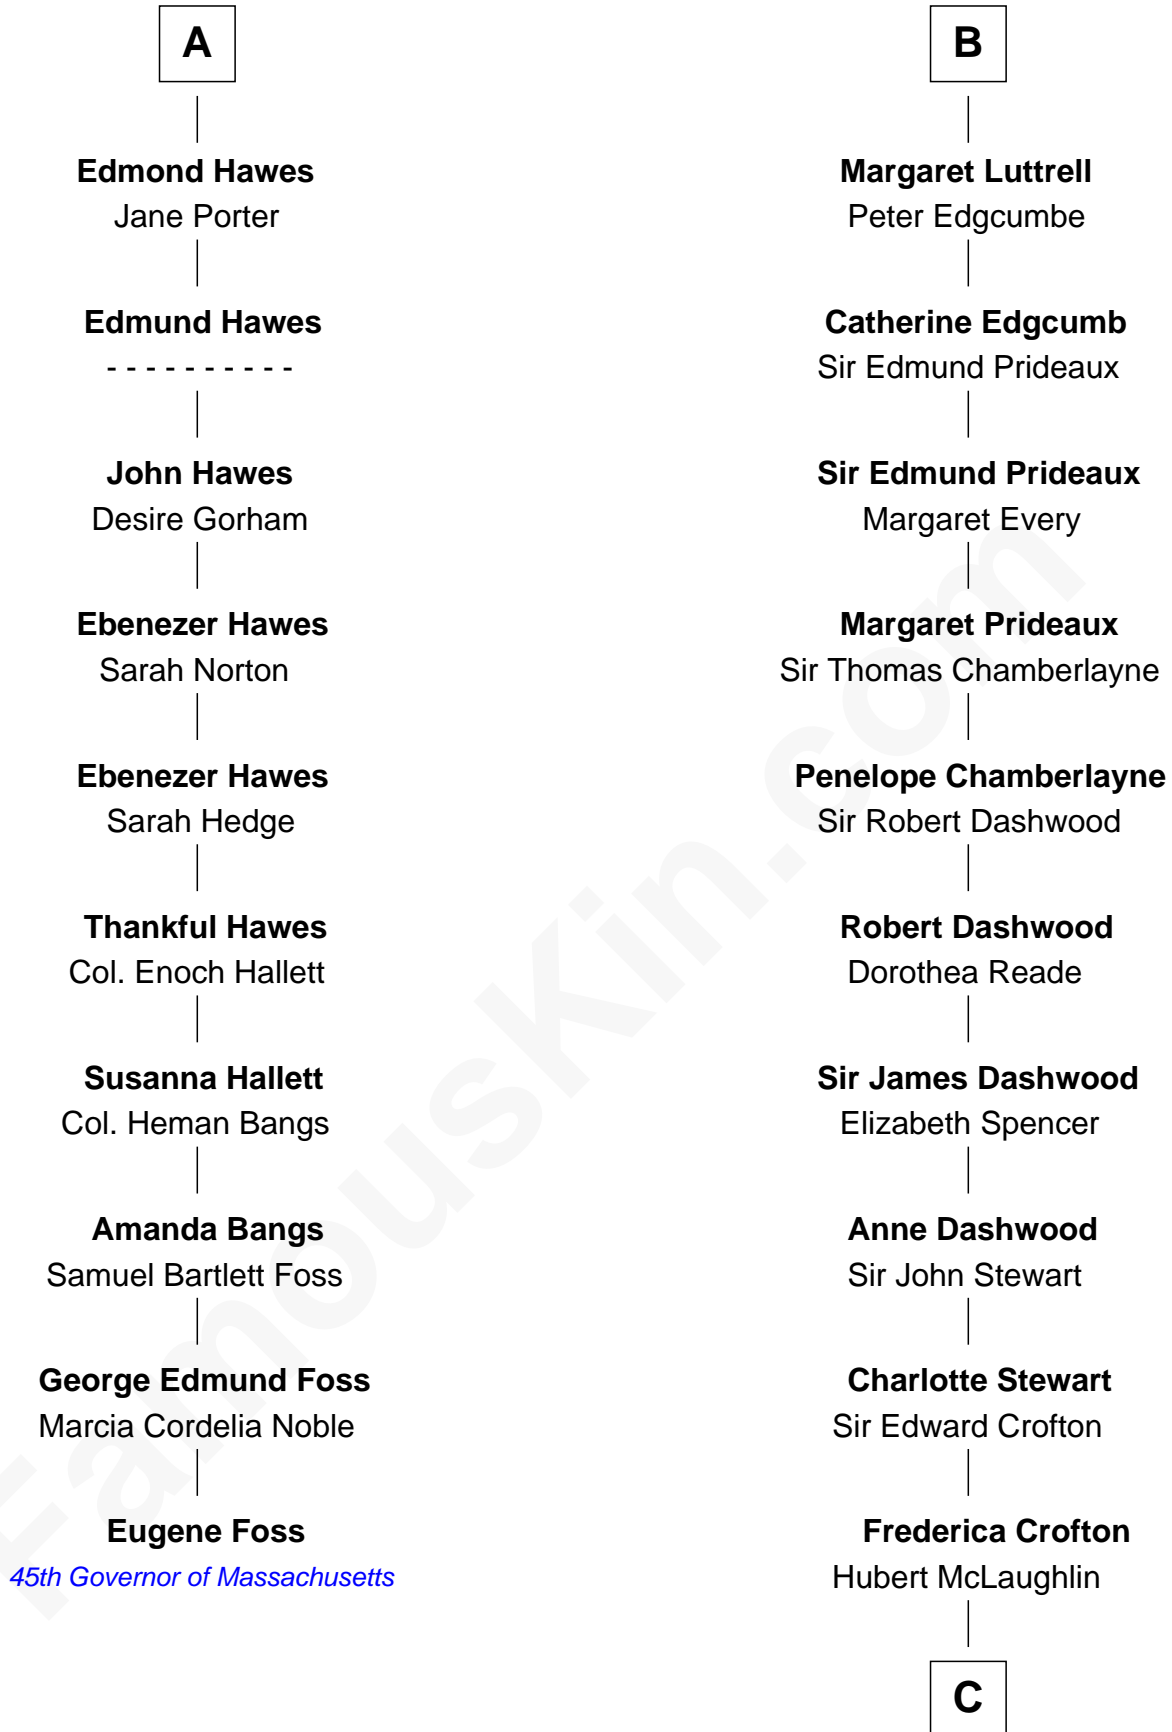 A
Edmond Hawes
Jane Porter
Edmund Hawes
- - - - - - - - - -
John Hawes
Desire Gorham
Ebenezer Hawes
Sarah Norton
Ebenezer Hawes
Sarah Hedge
Thankful Hawes
Col. Enoch Hallett
Susanna Hallett
Col. Heman Bangs
Amanda Bangs
Samuel Bartlett Foss
George Edmund Foss
Marcia Cordelia Noble
Eugene Foss
45th Governor of Massachusetts
B
Margaret Luttrell
Peter Edgcumbe
Catherine Edgcumb
Sir Edmund Prideaux
Sir Edmund Prideaux
Margaret Every
Margaret Prideaux
Sir Thomas Chamberlayne
Penelope Chamberlayne
Sir Robert Dashwood
Robert Dashwood
Dorothea Reade
Sir James Dashwood
Elizabeth Spencer
Anne Dashwood
Sir John Stewart
Charlotte Stewart
Sir Edward Crofton
Frederica Crofton
Hubert McLaughlin
C
FamousKin.com